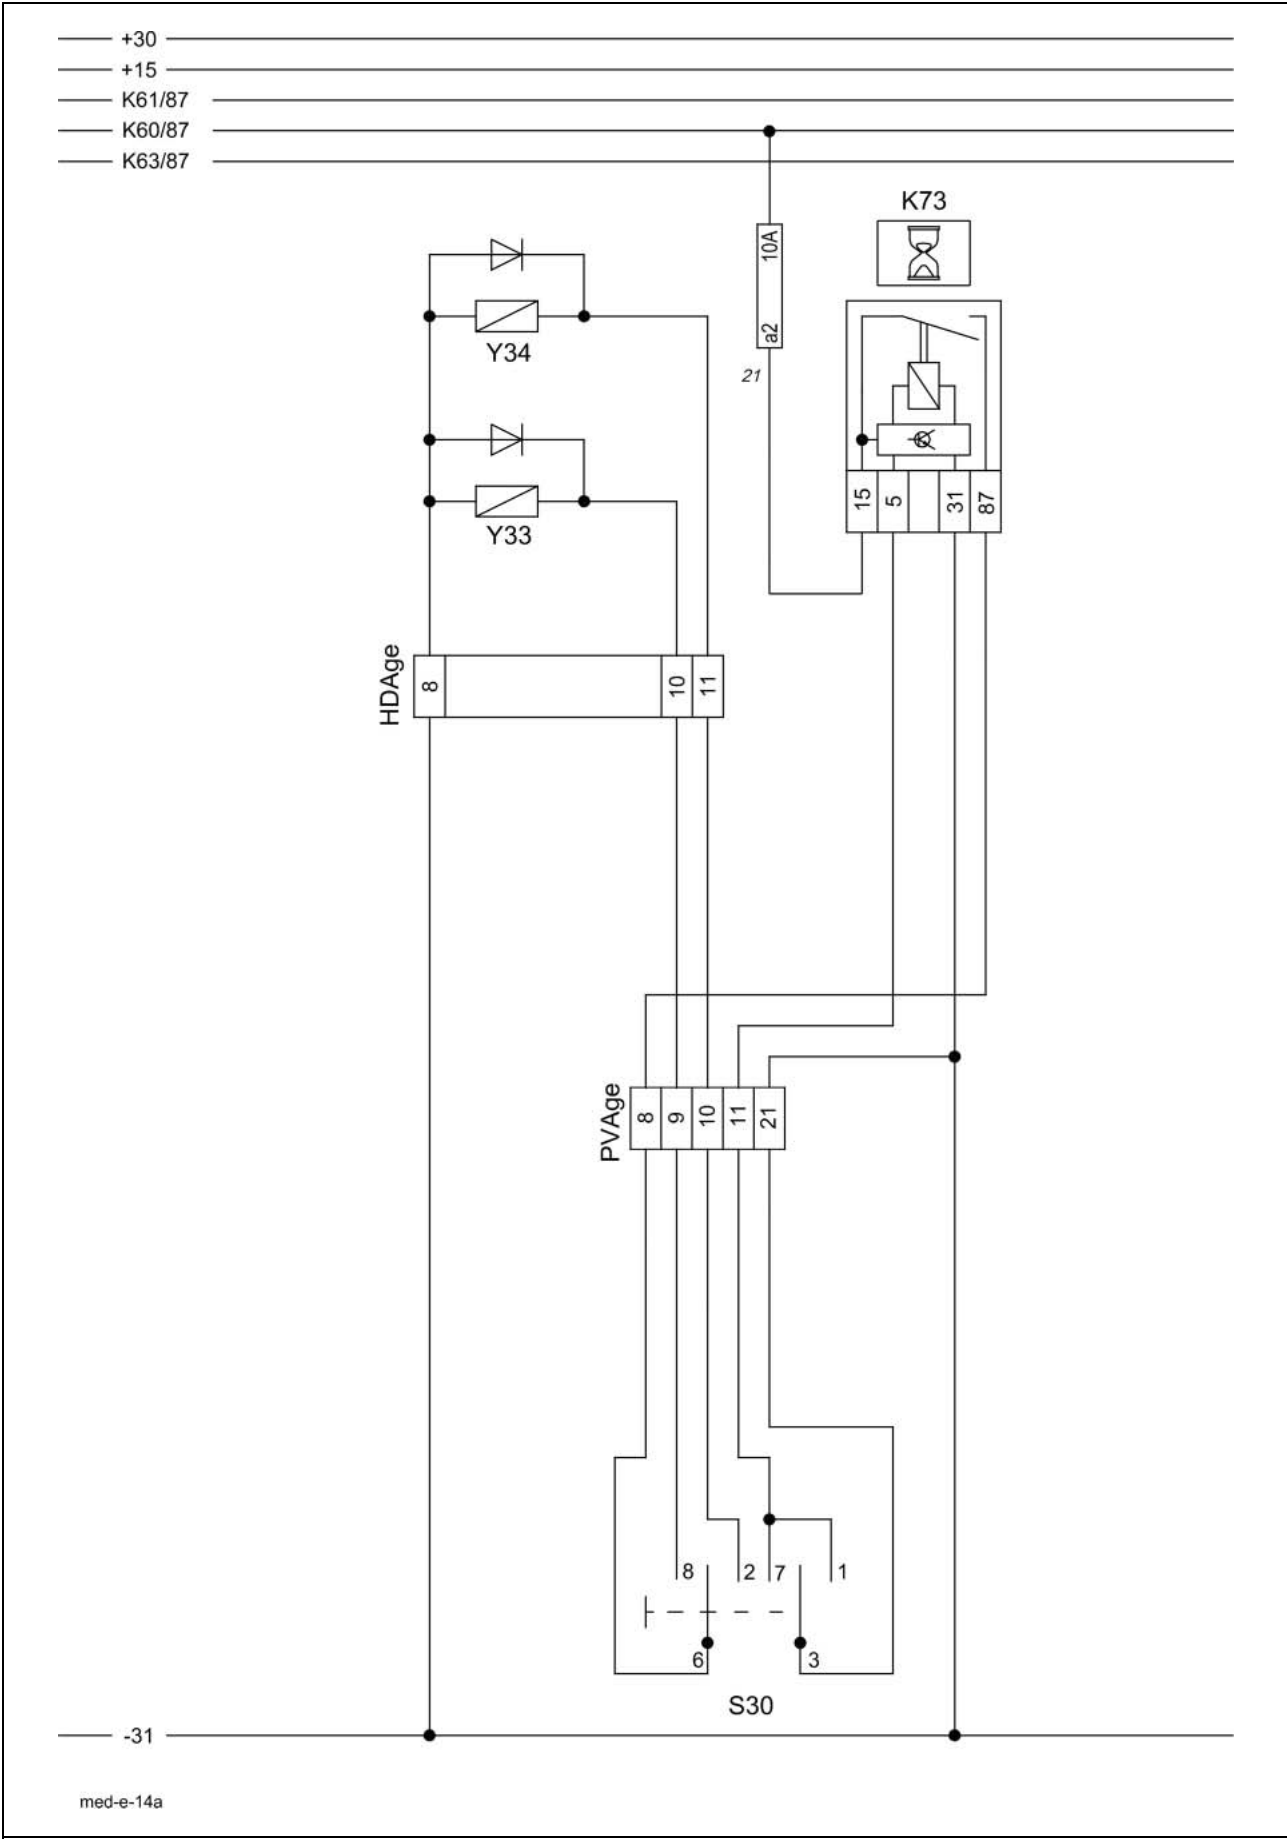 +30
+15
K61/87
K60/87
K63/87
K73
10A
a2
21
Y34
Y33
15 5 31 87
HDAge
8 10 11
PVAge
8 9 10 11 21
8 2 7 1
6 3
S30
-31
med-e-14a